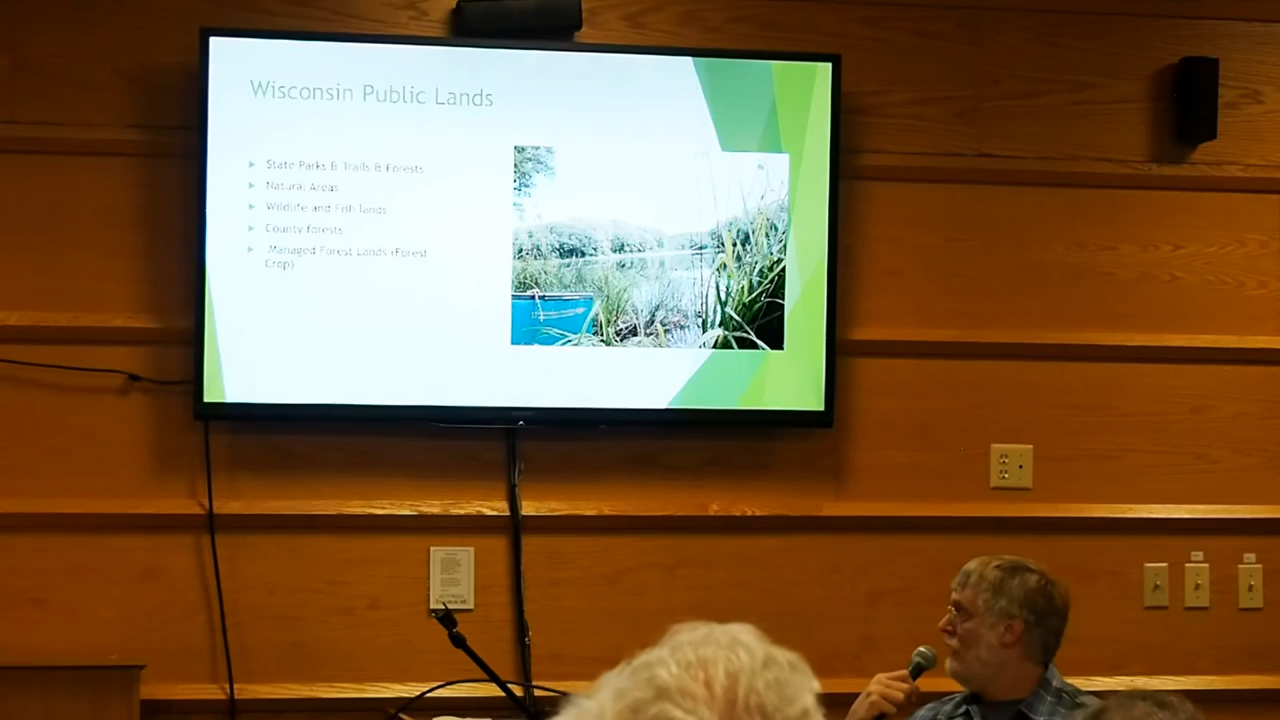 Wisconsin Public Lands
State Parks & Trails & Forests
Natural Areas
Wildlife and Fish lands
County forests
Managed Forest Lands (Forest
Crop)